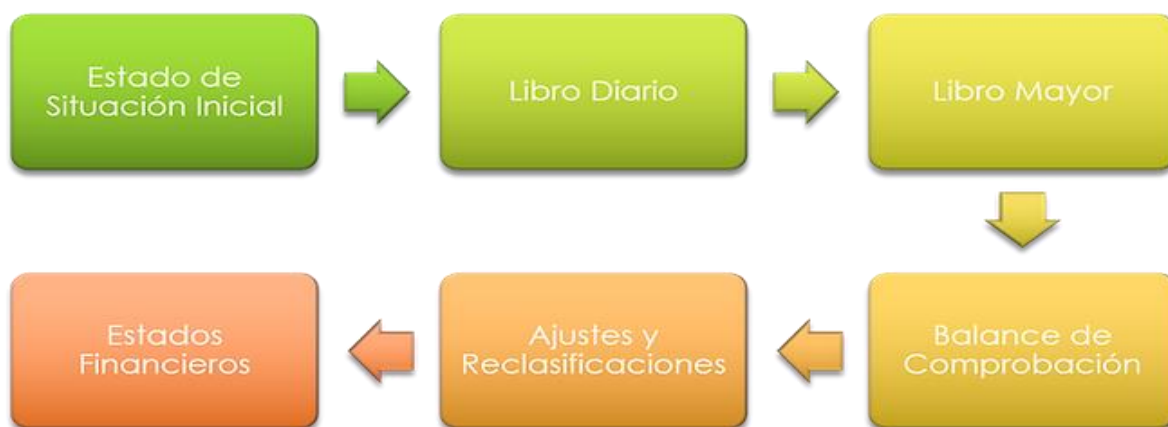 Estado de
Situación Inicial
Libro Diario
Libro Mayor
Balance de
Comprobación
Ajustes y
Reclasificaciones
Estados
Financieros